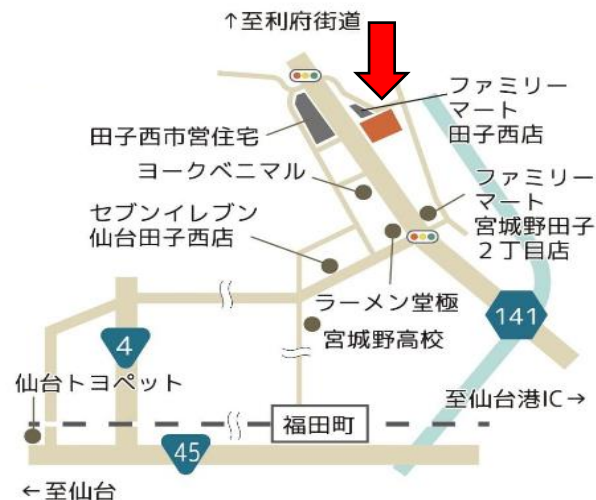 ↑至利府街道
ファミリー
マート
田子西店
田子西市営住宅
ヨークベニマル
ファミリー
マート
宮城野田子
２丁目店
セブンイレブン
仙台田子西店
ラーメン堂極
141
宮城野高校
4
仙台トヨペット
至仙台港IC→
福田町
45
←至仙台